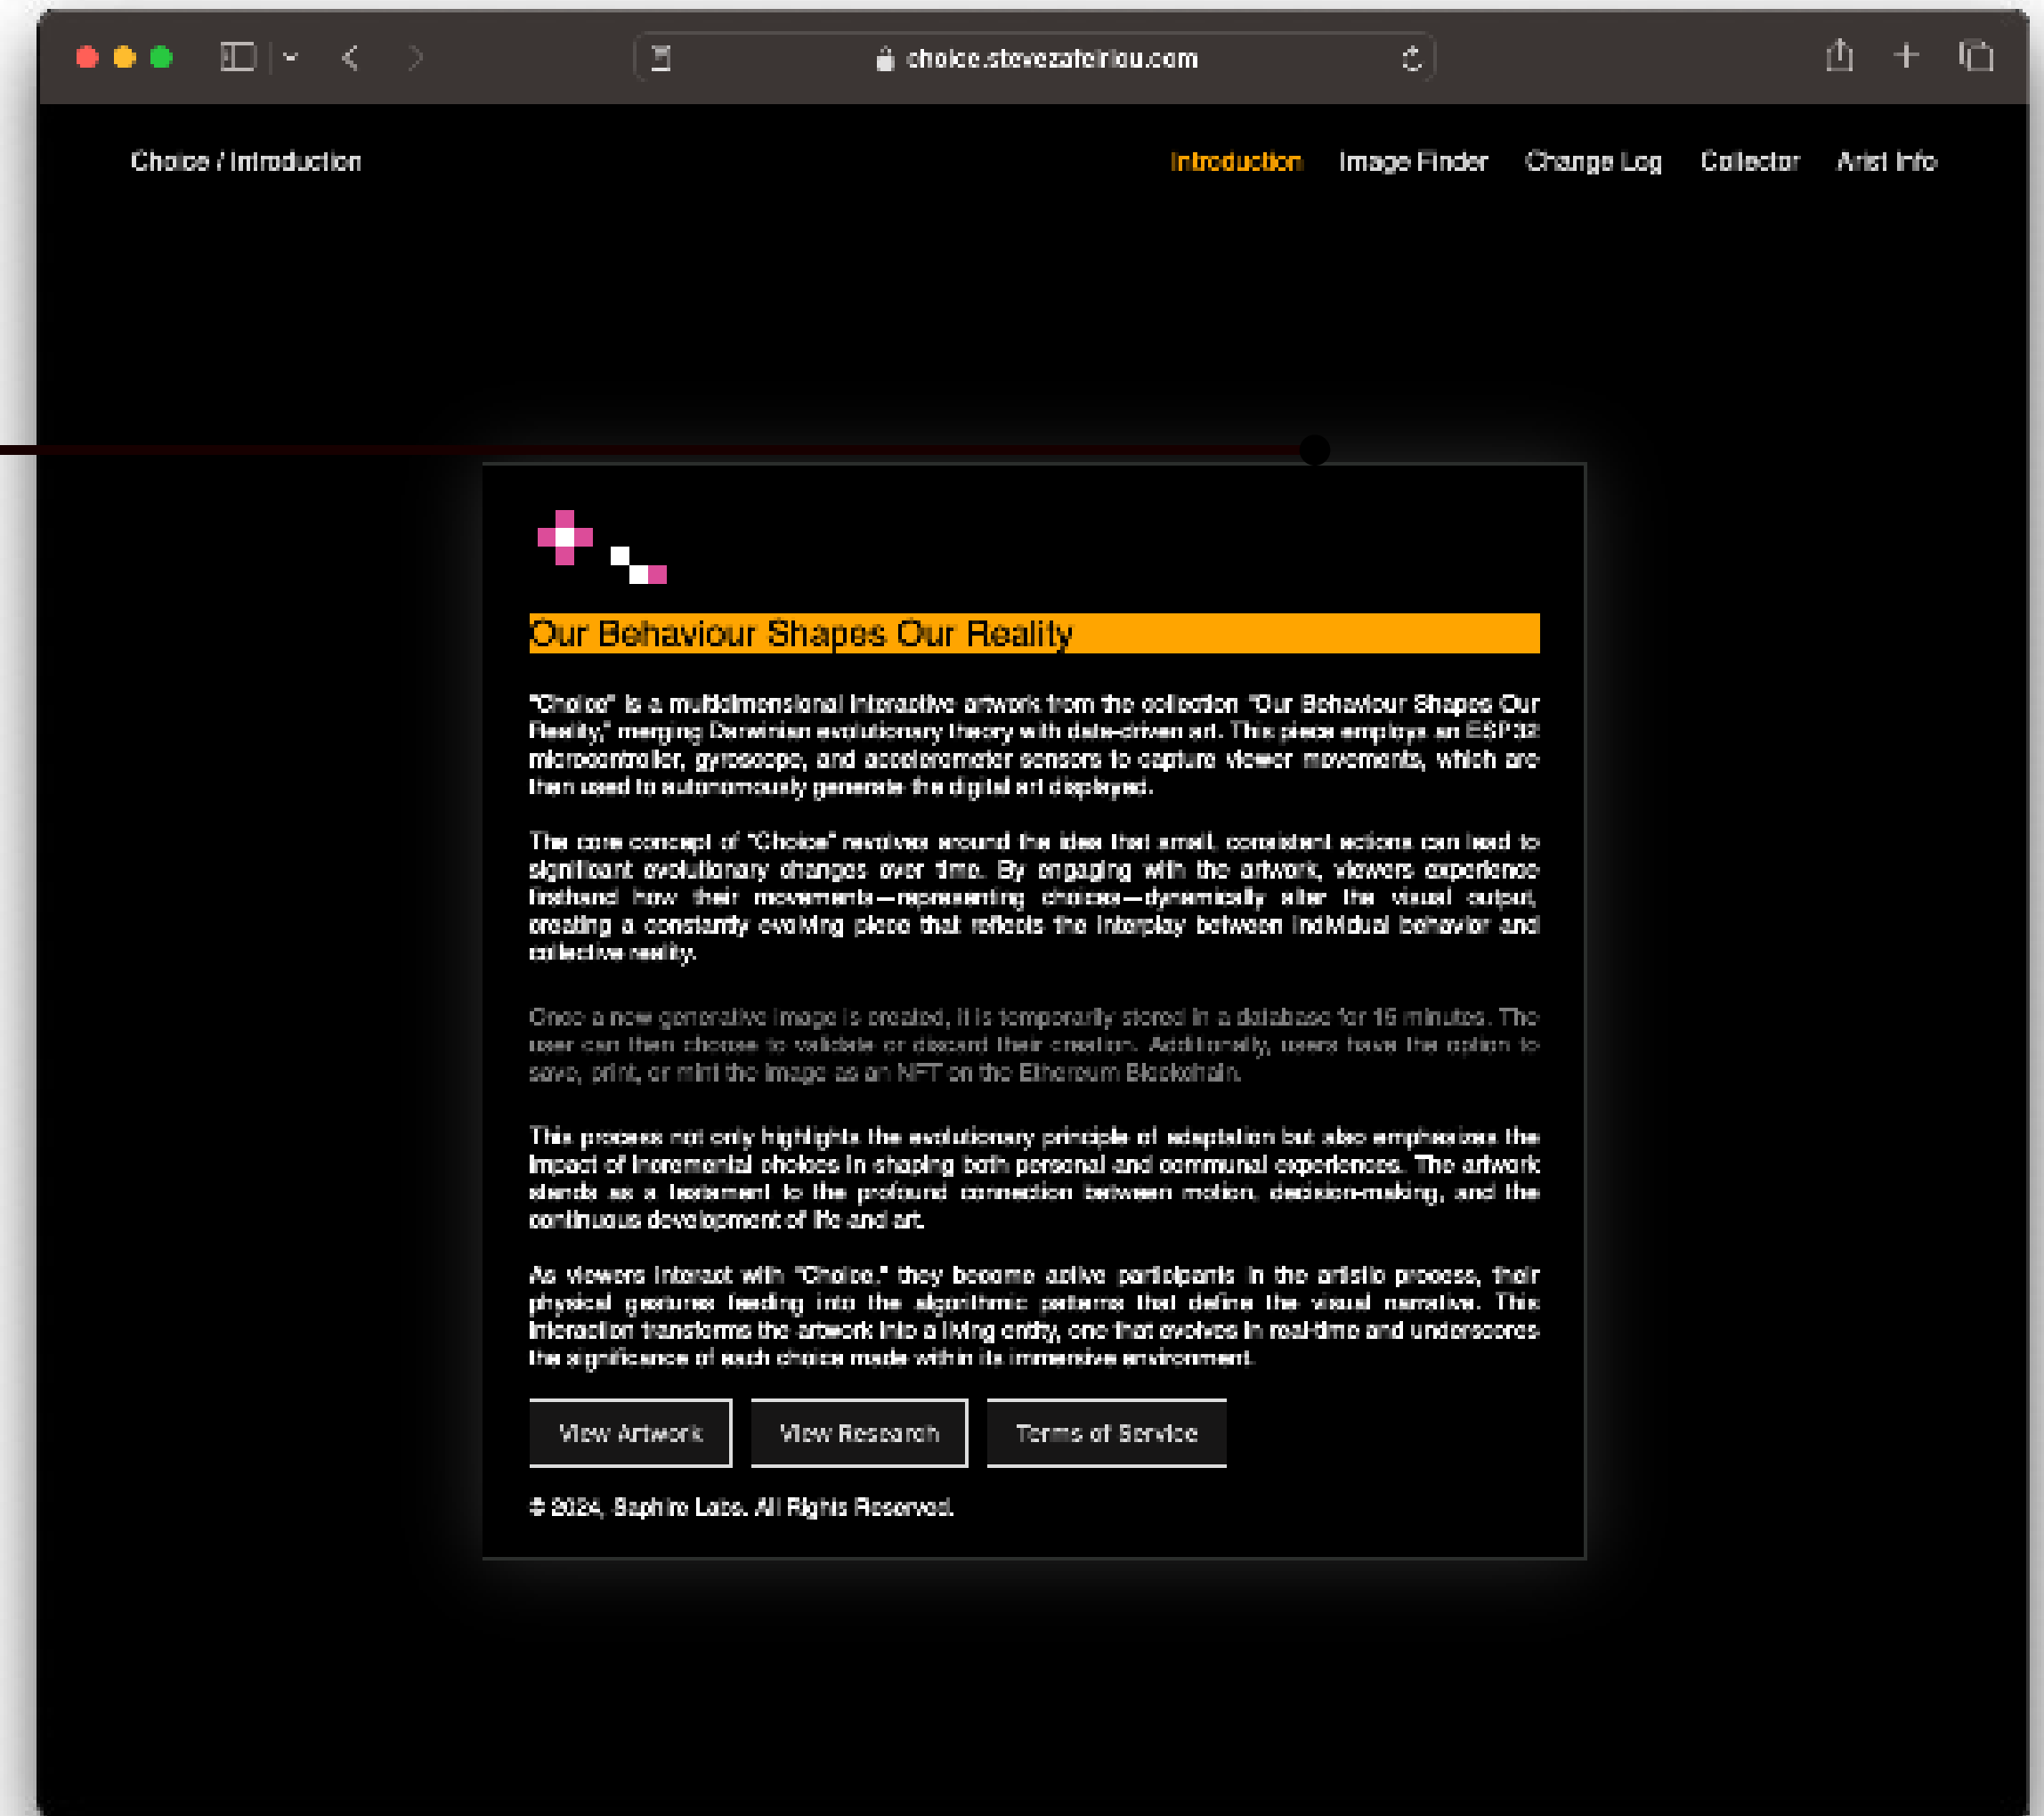 choice.stevezafeiriou.com
Choice / Introduction
Introduction Image Finder Change Log Collector Arist info
Our Behaviour Shapes Our Reality
"Choice" is a multidimensional interactive artwork from the collection "Our Behaviour Shapes Our
Reality," merging Darwinian evolutionary theory with data-driven art. This piece employs an ESP32
microcontroller, gyroscope, and accelerometer sensors to capture viewer movements, which are
then used to autonomously generate the digital art displayed.
The core concept of "Choice" revolves around the idea that small, consistent actions can lead to
significant evolutionary changes over time. By engaging with the artwork, viewers experience
firsthand how their movements—representing choices—dynamically alter the visual output,
creating a constantly evolving piece that reflects the interplay between individual behavior and
collective reality.
Once a new generative image is created, it is temporarily stored in a database for 15 minutes. The
user can then choose to validate or discard their creation. Additionally, users have the option to
save, print, or mint the image as an NFT on the Ethereum Blockchain.
This process not only highlights the evolutionary principle of adaptation but also emphasizes the
impact of incremental choices in shaping both personal and communal experiences. The artwork
stands as a testament to the profound connection between motion, decision-making, and the
continuous development of life and art.
As viewers interact with "Choice," they become active participants in the artistic process, their
physical gestures feeding into the algorithmic patterns that define the visual narrative. This
interaction transforms the artwork into a living entity, one that evolves in real-time and underscores
the significance of each choice made within its immersive environment.
View Artwork View Research Terms of Service
© 2024, Saphire Labs. All Rights Reserved.